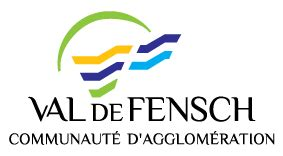 VAL DE FENSCH
COMMUNAUTÉ D'AGGLOMÉRATION